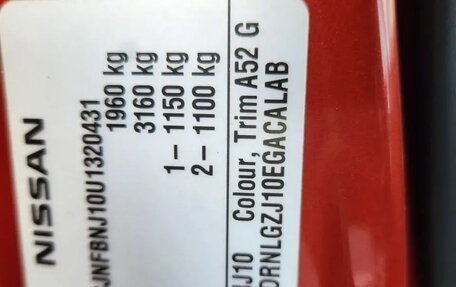 NISSAN
JNFBNJ10U1320431
1960 kg
3160 kg
1 – 1150 kg
2 – 1100 kg
J10 Colour, Trim A52 G
DRNLGZJ10EGACALAB